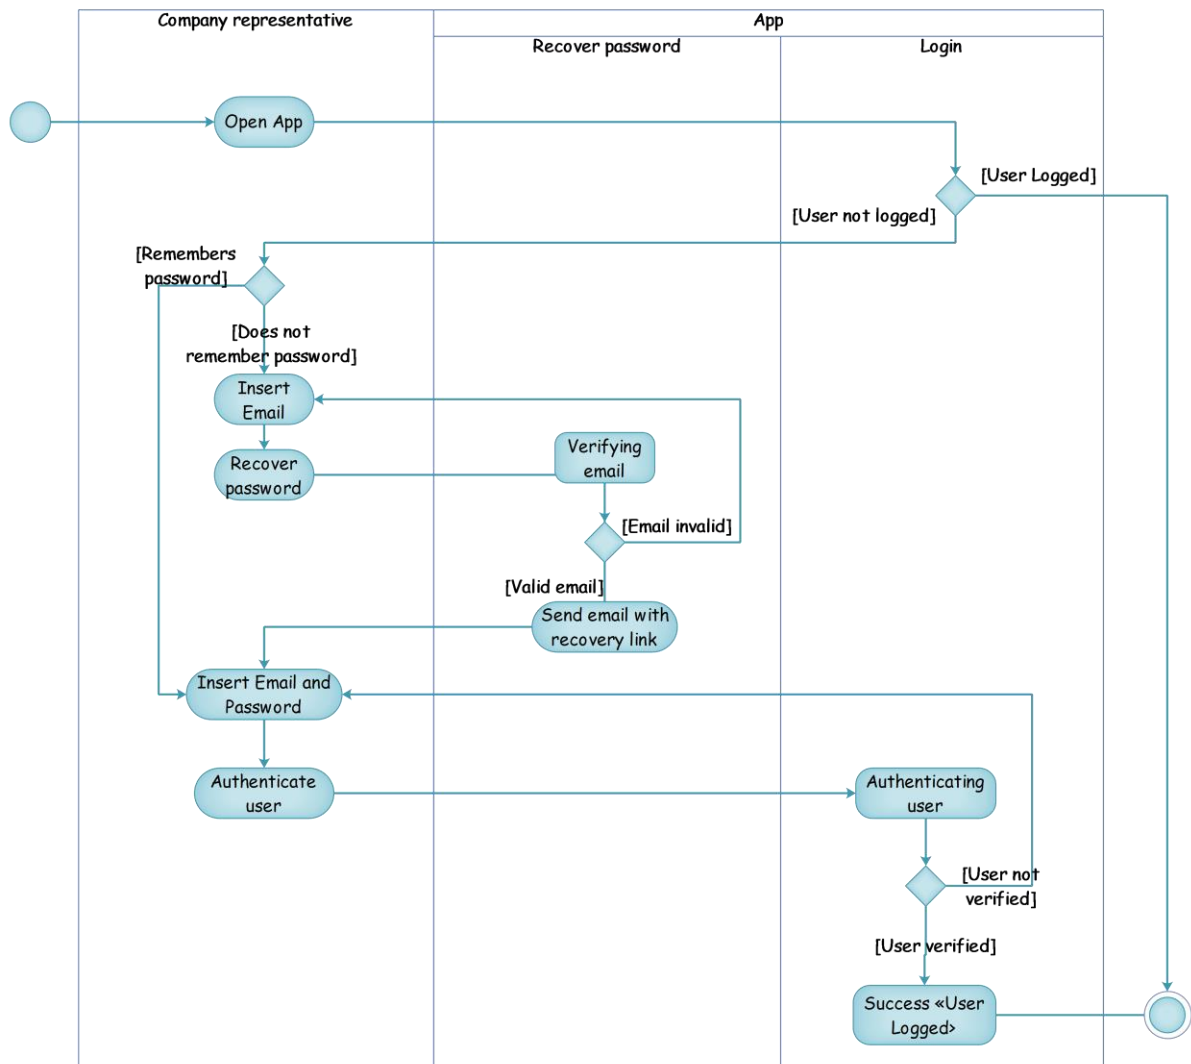 Company representative
App
Recover password
Login
Open App
[User Logged]
[User not logged]
[Remembers
password]
[Does not
remember password]
Insert
Email
Verifying
email
Recover
password
[Email invalid]
[Valid email]
Send email with
recovery link
Insert Email and
Password
Authenticate
user
Authenticating
user
[User not
verified]
[User verified]
Success «User
Logged>